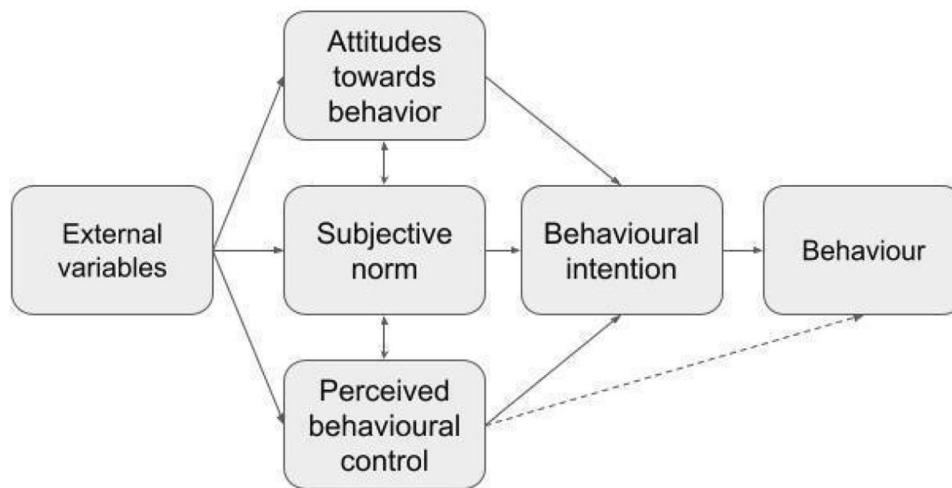 Attitudes
towards
behavior
External
variables
Subjective
norm
Behavioural
intention
Behaviour
Perceived
behavioural
control